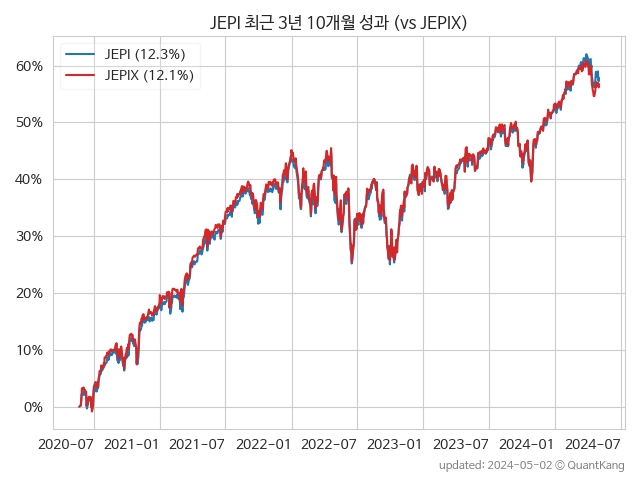 JEPI 최근 3년 10개월 성과 (vs JEPIX)
JEPI (12.3%)
JEPIX (12.1%)
60%
50%
40%
30%
20%
10%
0%
2020-07 2021-01 2021-07 2022-01 2022-07 2023-01 2023-07 2024-01 2024-07
updated: 2024-05-02 © QuantKang